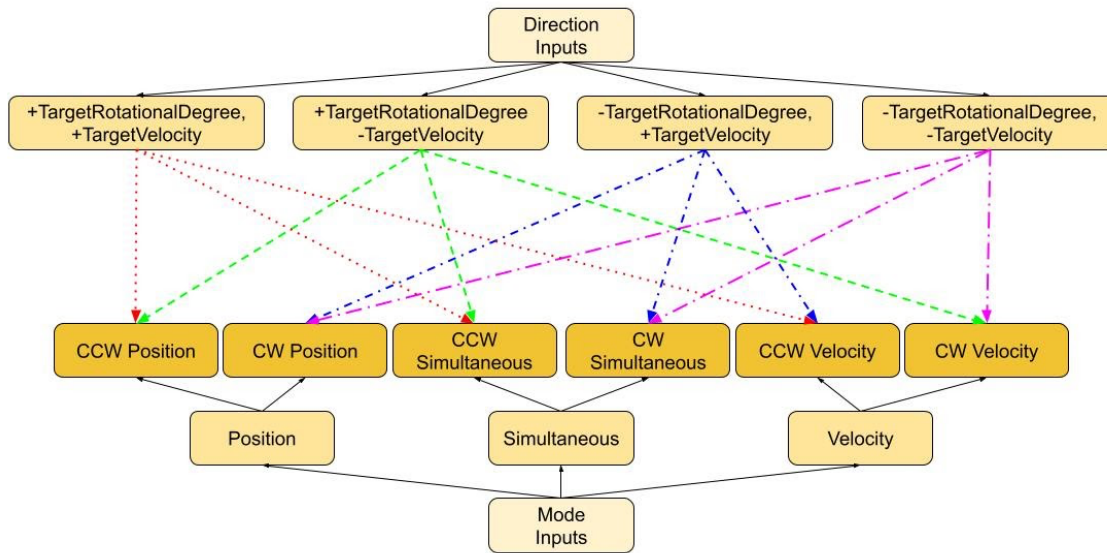 Direction
Inputs
+TargetRotationalDegree,
+TargetVelocity
+TargetRotationalDegree
-TargetVelocity
-TargetRotationalDegree,
+TargetVelocity
-TargetRotationalDegree,
-TargetVelocity
CCW Position
CW Position
CCW
Simultaneous
CW
Simultaneous
CCW Velocity
CW Velocity
Position
Simultaneous
Velocity
Mode
Inputs